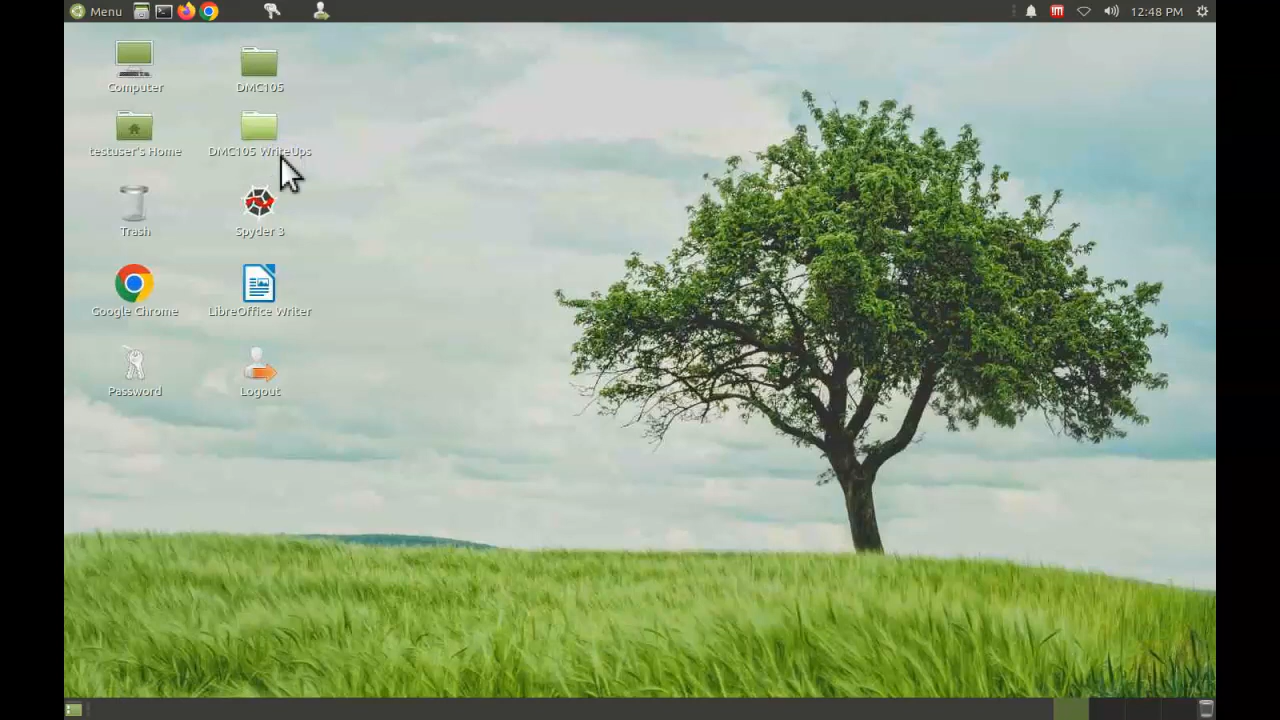 Menu
12:48 PM
Computer
DMC105
testuser's Home
DMC105 WriteUps
Trash
Spyder 3
Google Chrome
LibreOffice Writer
Password
Logout